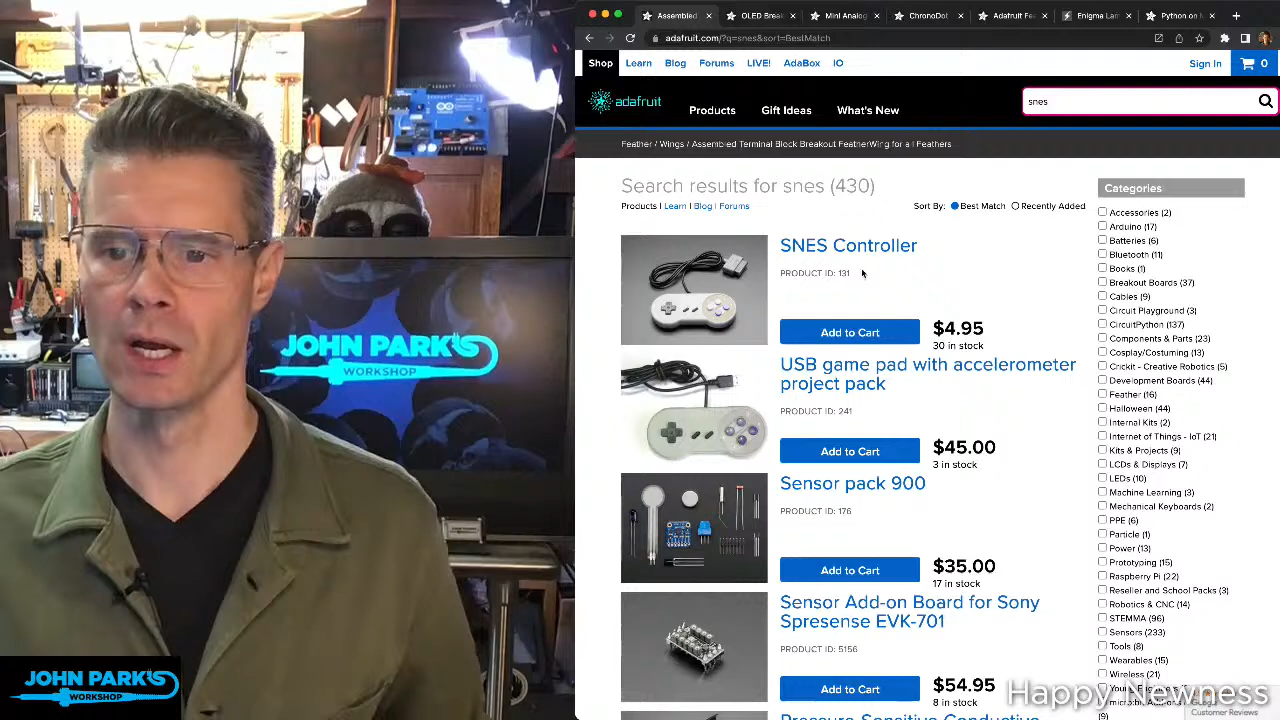 Assembled
OLED Brea
Mini Analog
ChronoDot
Adafruit Fe
Enigma Lan
Python on M
adafruit.com/?q=snes&sort=BestMatch
Shop Learn Blog Forums LIVE! AdaBox IO Sign In 0
adafruit Products Gift Ideas What's New snes
Feather / Wings / Assembled Terminal Block Breakout FeatherWing for all Feathers
Search results for snes (430)
Products | Learn | Blog | Forums
Sort By: Best Match Recently Added
SNES Controller
PRODUCT ID: 131
Add to Cart $4.95
30 in stock
USB game pad with accelerometer
project pack
PRODUCT ID: 241
Add to Cart $45.00
3 in stock
Sensor pack 900
PRODUCT ID: 176
Add to Cart $35.00
17 in stock
Sensor Add-on Board for Sony
Spresense EVK-701
PRODUCT ID: 5156
Add to Cart $54.95
8 in stock
Pressure Sensitive Conductive
Categories
Accessories (2)
Arduino (17)
Batteries (6)
Bluetooth (11)
Books (1)
Breakout Boards (37)
Cables (9)
Circuit Playground (3)
CircuitPython (137)
Components & Parts (23)
Cosplay/Costuming (13)
Crickit - Creative Robotics (5)
Development Boards (44)
Feather (16)
Halloween (44)
Internal Kits (2)
Internet of Things - IoT (21)
Kits & Projects (9)
LCDs & Displays (7)
LEDs (10)
Machine Learning (3)
Mechanical Keyboards (2)
PPE (6)
Particle (1)
Power (13)
Prototyping (15)
Raspberry Pi (22)
Reseller and School Packs (3)
Robotics & CNC (14)
STEMMA (96)
Sensors (233)
Tools (8)
Wearables (15)
Wireless (21)
Customer Reviews
Happy Newness
JOHN PARK'S
WORKSHOP
JOHN PARK'S
WORKSHOP